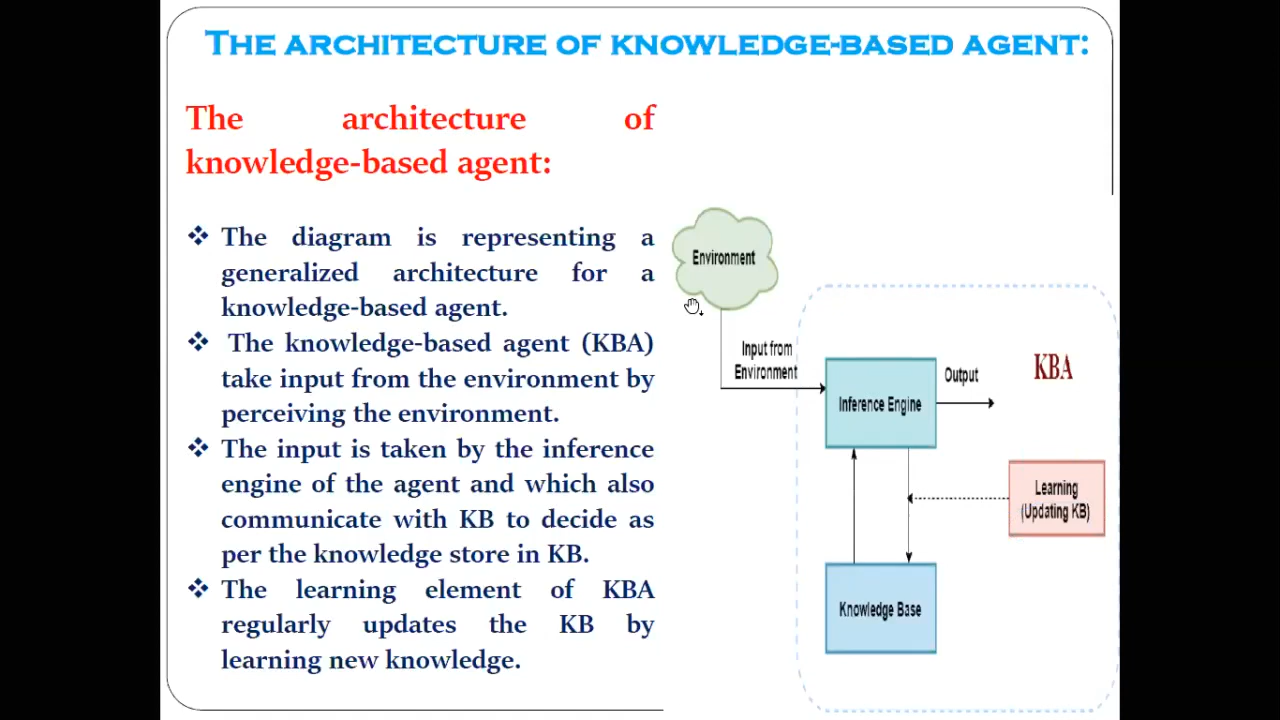 THE ARCHITECTURE OF KNOWLEDGE-BASED AGENT:
The architecture of
knowledge-based agent:
❖ The diagram is representing a
generalized architecture for a
knowledge-based agent.
❖ The knowledge-based agent (KBA)
take input from the environment by
perceiving the environment.
❖ The input is taken by the inference
engine of the agent and which also
communicate with KB to decide as
per the knowledge store in KB.
❖ The learning element of KBA
regularly updates the KB by
learning new knowledge.
Environment
Input from
Environment
Inference Engine
Output
KBA
Learning
(Updating KB)
Knowledge Base